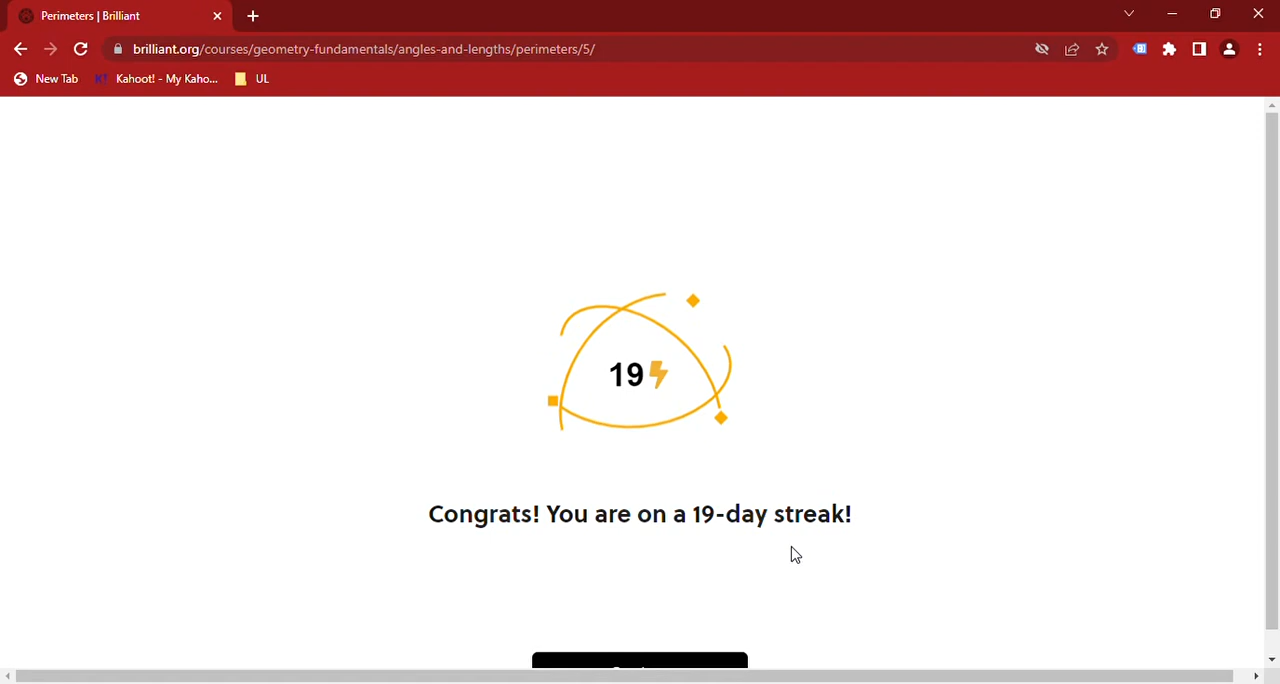 Perimeters | Brilliant
brilliant.org/courses/geometry-fundamentals/angles-and-lengths/perimeters/5/
New Tab K! Kahoot! - My Kaho... UL
19
Congrats! You are on a 19-day streak!